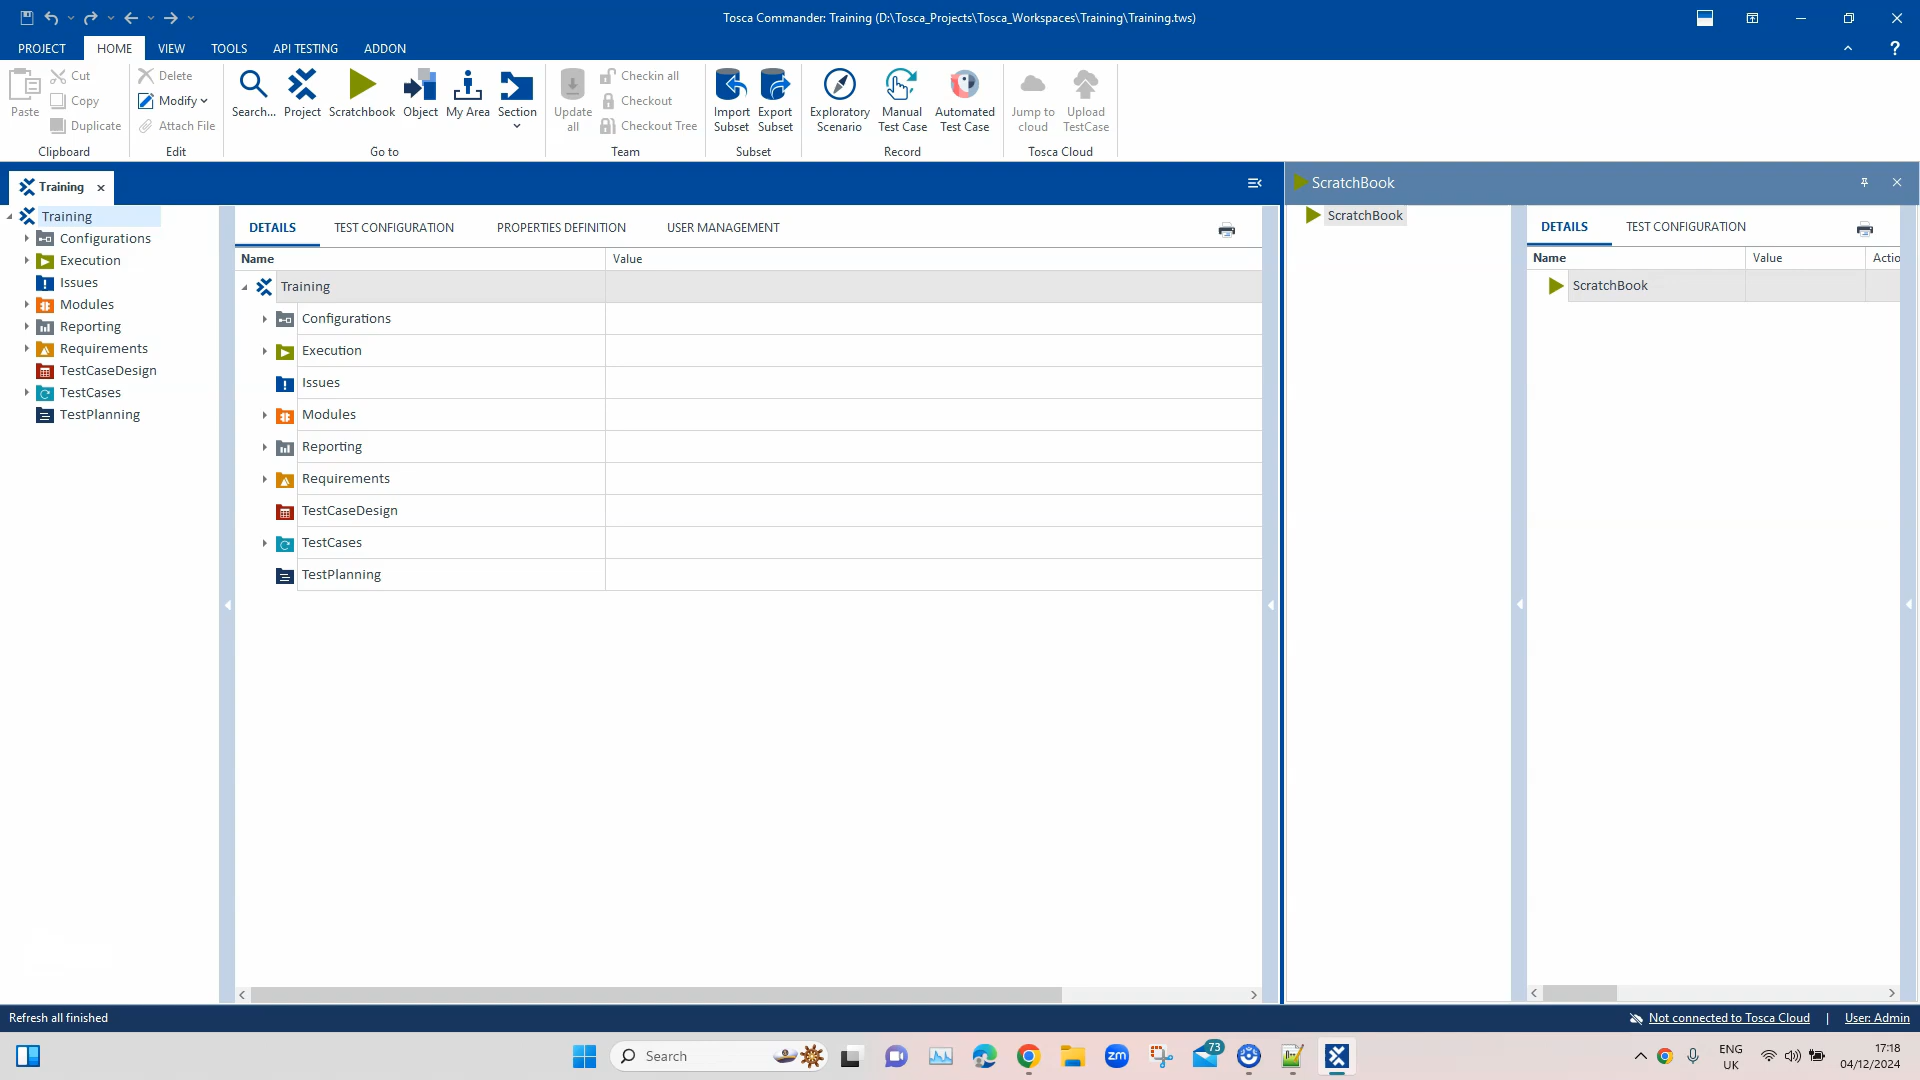 Tosca Commander: Training (D:\Tosca_Projects\Tosca_Workspaces\Training\Training.tws)
PROJECT HOME VIEW TOOLS API TESTING ADDON
?
Paste
Cut
Copy
Duplicate
Clipboard
Delete
Modify
Attach File
Edit
Search...
Project
Scratchbook
Object
My Area
Section
Go to
Update all
Checkin all
Checkout
Checkout Tree
Team
Import Subset
Export Subset
Subset
Exploratory Scenario
Manual Test Case
Automated Test Case
Record
Jump to cloud
Upload TestCase
Tosca Cloud
Training
Training
Configurations
Execution
Issues
Modules
Reporting
Requirements
TestCaseDesign
TestCases
TestPlanning
DETAILS TEST CONFIGURATION PROPERTIES DEFINITION USER MANAGEMENT
Name Value
Training
Configurations
Execution
Issues
Modules
Reporting
Requirements
TestCaseDesign
TestCases
TestPlanning
ScratchBook
ScratchBook
DETAILS TEST CONFIGURATION
Name Value Actio
ScratchBook
Refresh all finished
Not connected to Tosca Cloud | User: Admin
Search
zm
73
ENG
UK
17:18
04/12/2024